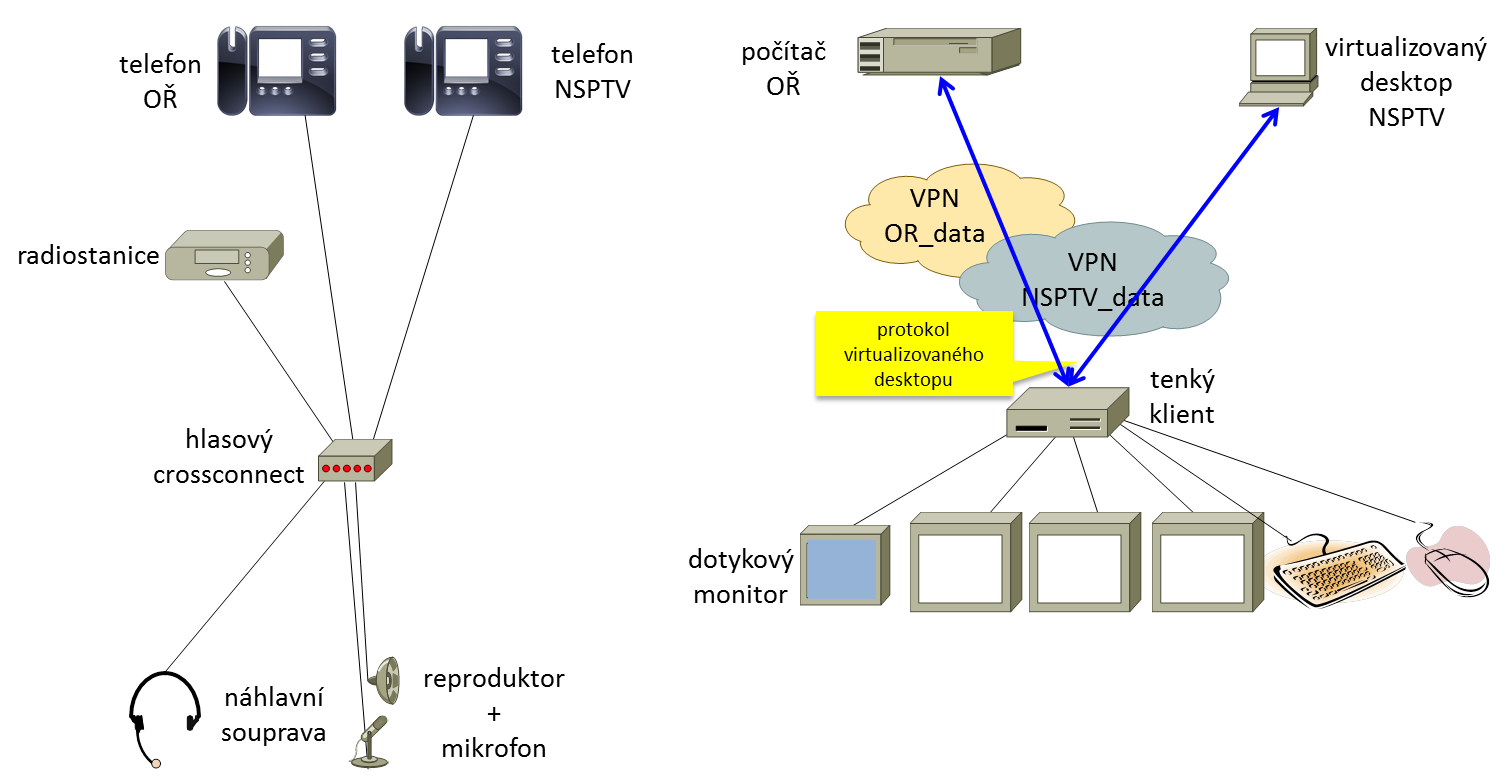 telefon
OŘ
telefon
NSPTV
počítač
OŘ
virtualizovaný
desktop
NSPTV
VPN
OR_data
radiostanice
VPN
NSPTV_data
protokol
virtualizovaného
desktopu
tenký
klient
hlasový
crossconnect
dotykový
monitor
náhlavní
souprava
reproduktor
+
mikrofon